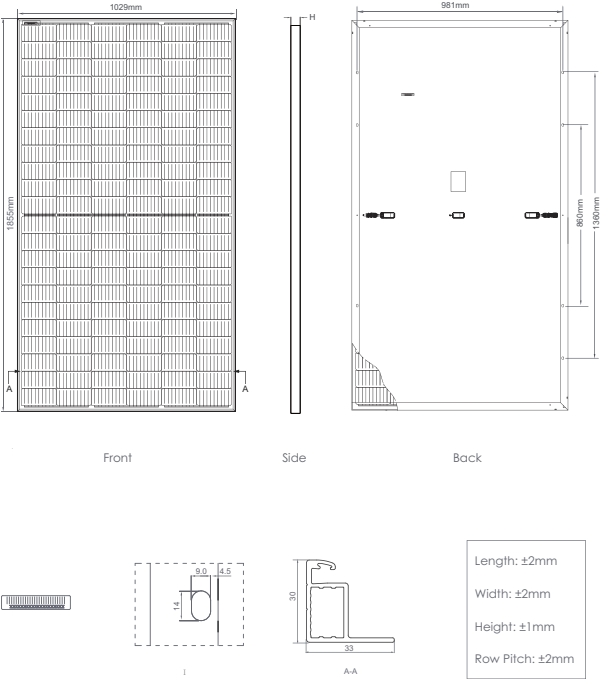 1029mm
H
981mm
1855mm
860mm
1360mm
A
A
Front
Side
Back
9.0
4.5
14
30
33
A-A
Length: ±2mm
Width: ±2mm
Height: ±1mm
Row Pitch: ±2mm